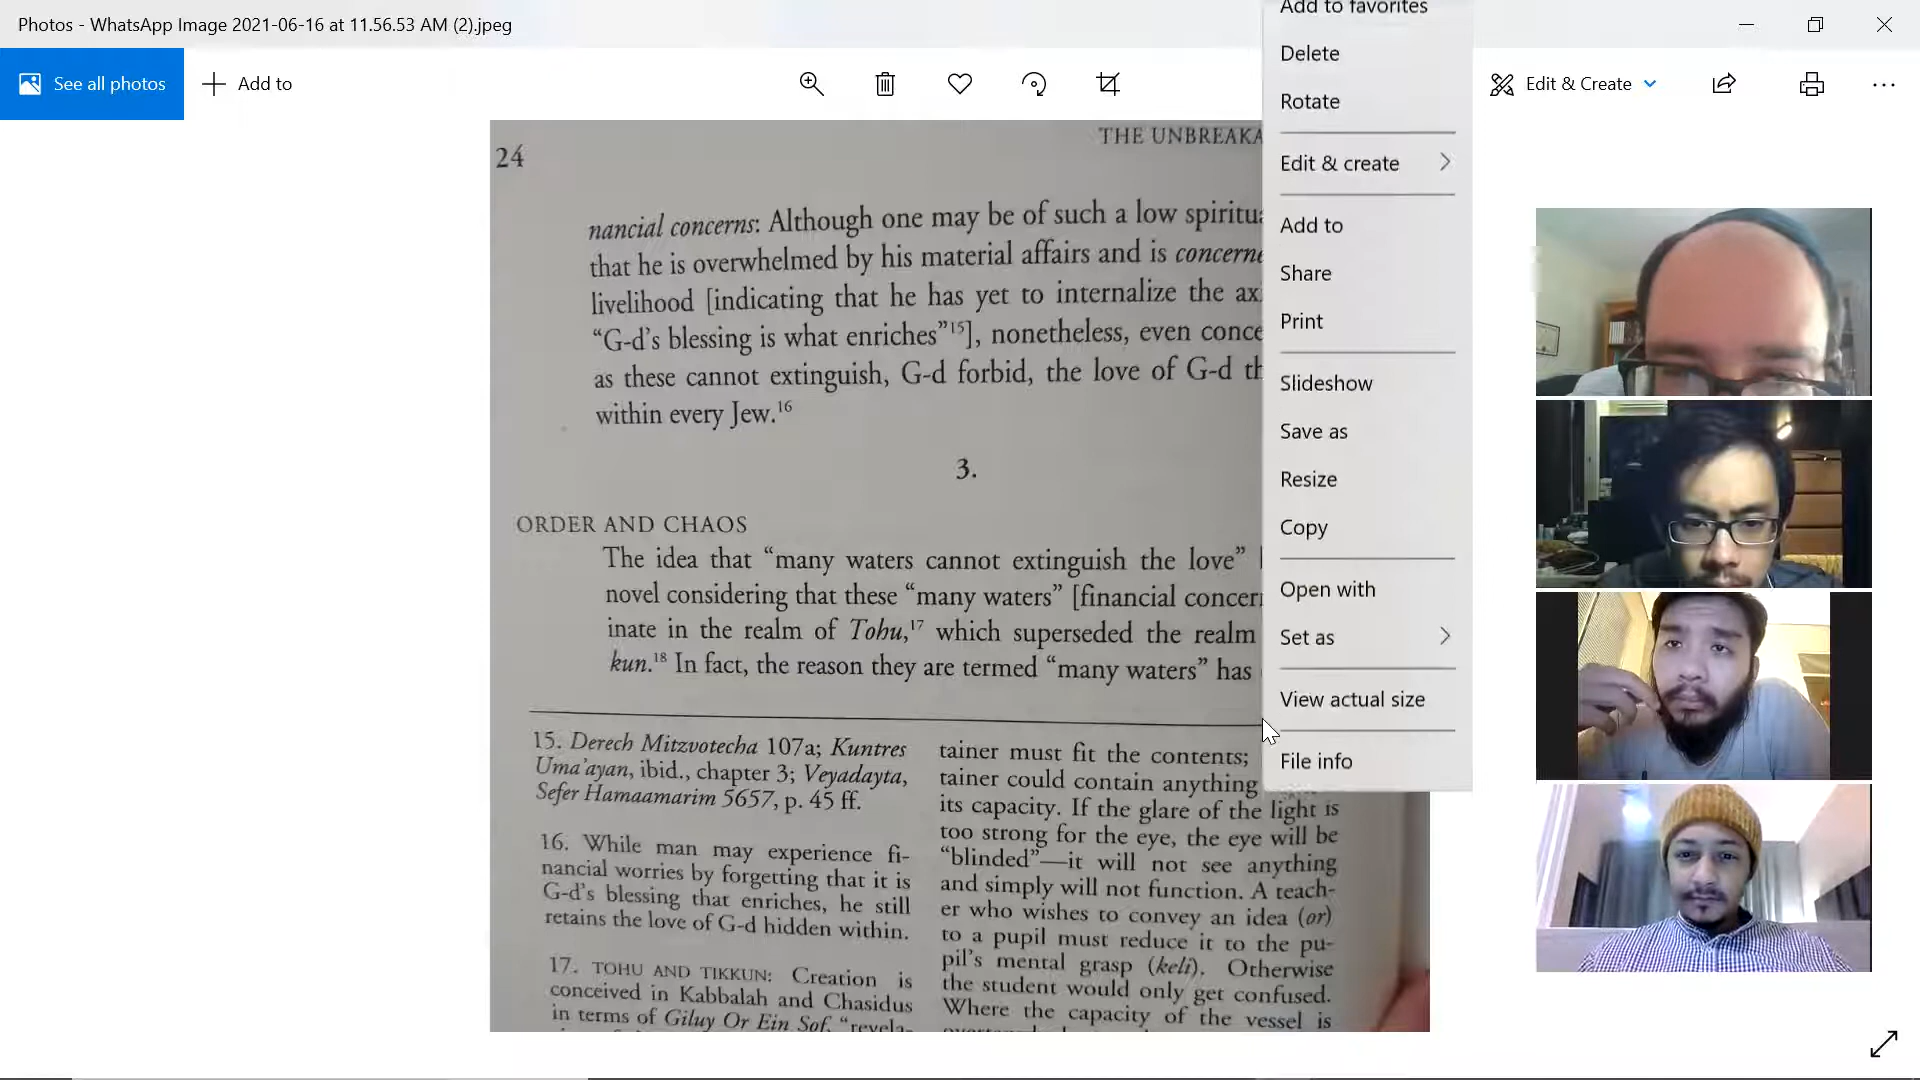 Photos - WhatsApp Image 2021-06-16 at 11.56.53 AM (2).jpeg
See all photos
Add to
Edit & Create
24
THE UNBREAKA
nancial concerns: Although one may be of such a low spiritua
that he is overwhelmed by his material affairs and is concerne
livelihood [indicating that he has yet to internalize the ax
“G-d’s blessing is what enriches”15], nonetheless, even conce
as these cannot extinguish, G-d forbid, the love of G-d th
within every Jew.16
3.
ORDER AND CHAOS
The idea that “many waters cannot extinguish the love”
novel considering that these “many waters” [financial concer
inate in the realm of Tohu,17 which superseded the realm
kun.18 In fact, the reason they are termed “many waters” has
15. Derech Mitzvotecha 107a; Kuntres
Uma’ayan, ibid., chapter 3; Veyadayta,
Sefer Hamaamarim 5657, p. 45 ff.
16. While man may experience fi-
nancial worries by forgetting that it is
G-d’s blessing that enriches, he still
retains the love of G-d hidden within.
17. TOHU AND TIKKUN: Creation is
conceived in Kabbalah and Chasidus
in terms of Giluy Or Ein Sof, “revela-
tainer must fit the contents;
tainer could contain anything
its capacity. If the glare of the light is
too strong for the eye, the eye will be
“blinded”—it will not see anything
and simply will not function. A teach-
er who wishes to convey an idea (or)
to a pupil must reduce it to the pu-
pil’s mental grasp (keli). Otherwise
the student would only get confused.
Where the capacity of the vessel is
Add to favorites
Delete
Rotate
Edit & create
Add to
Share
Print
Slideshow
Save as
Resize
Copy
Open with
Set as
View actual size
File info